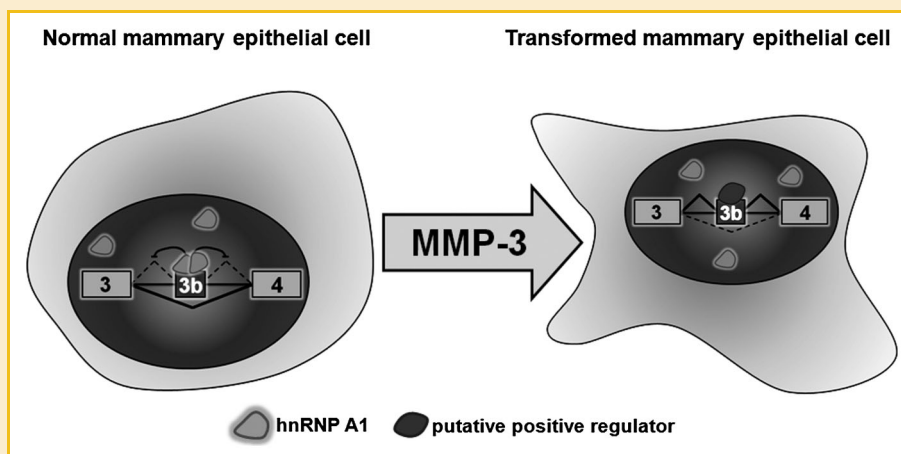 Normal mammary epithelial cell
Transformed mammary epithelial cell
3
3b
4
MMP-3
3
3b
4
hnRNP A1
putative positive regulator